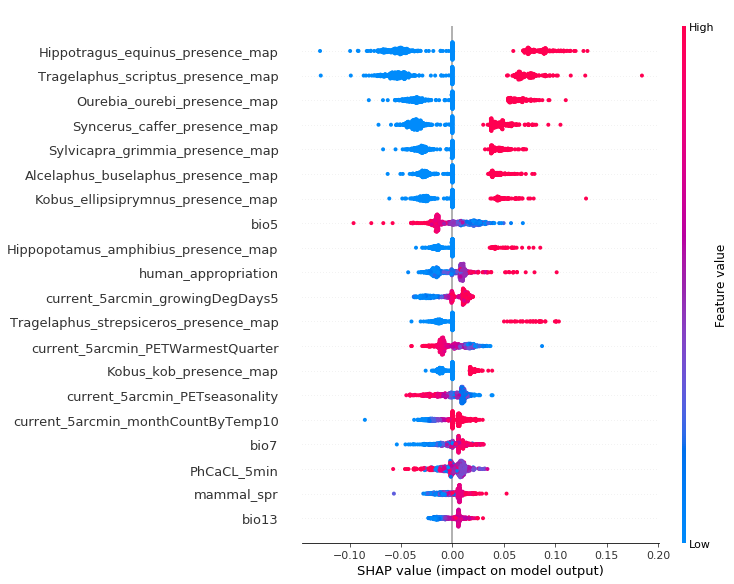 High
Hippotragus_equinus_presence_map
Tragelaphus_scriptus_presence_map
Ourebia_ourebi_presence_map
Syncerus_caffer_presence_map
Sylvicapra_grimmia_presence_map
Alcelaphus_buselaphus_presence_map
Kobus_ellipsiprymnus_presence_map
bio5
Hippopotamus_amphibius_presence_map
human_appropriation
current_5arcmin_growingDegDays5
Tragelaphus_strepsiceros_presence_map
current_5arcmin_PETWarmestQuarter
Kobus_kob_presence_map
current_5arcmin_PETseasonality
current_5arcmin_monthCountByTemp10
bio7
PhCaCL_5min
mammal_spr
bio13
Feature value
Low
−0.10 −0.05 0.00 0.05 0.10 0.15 0.20
SHAP value (impact on model output)